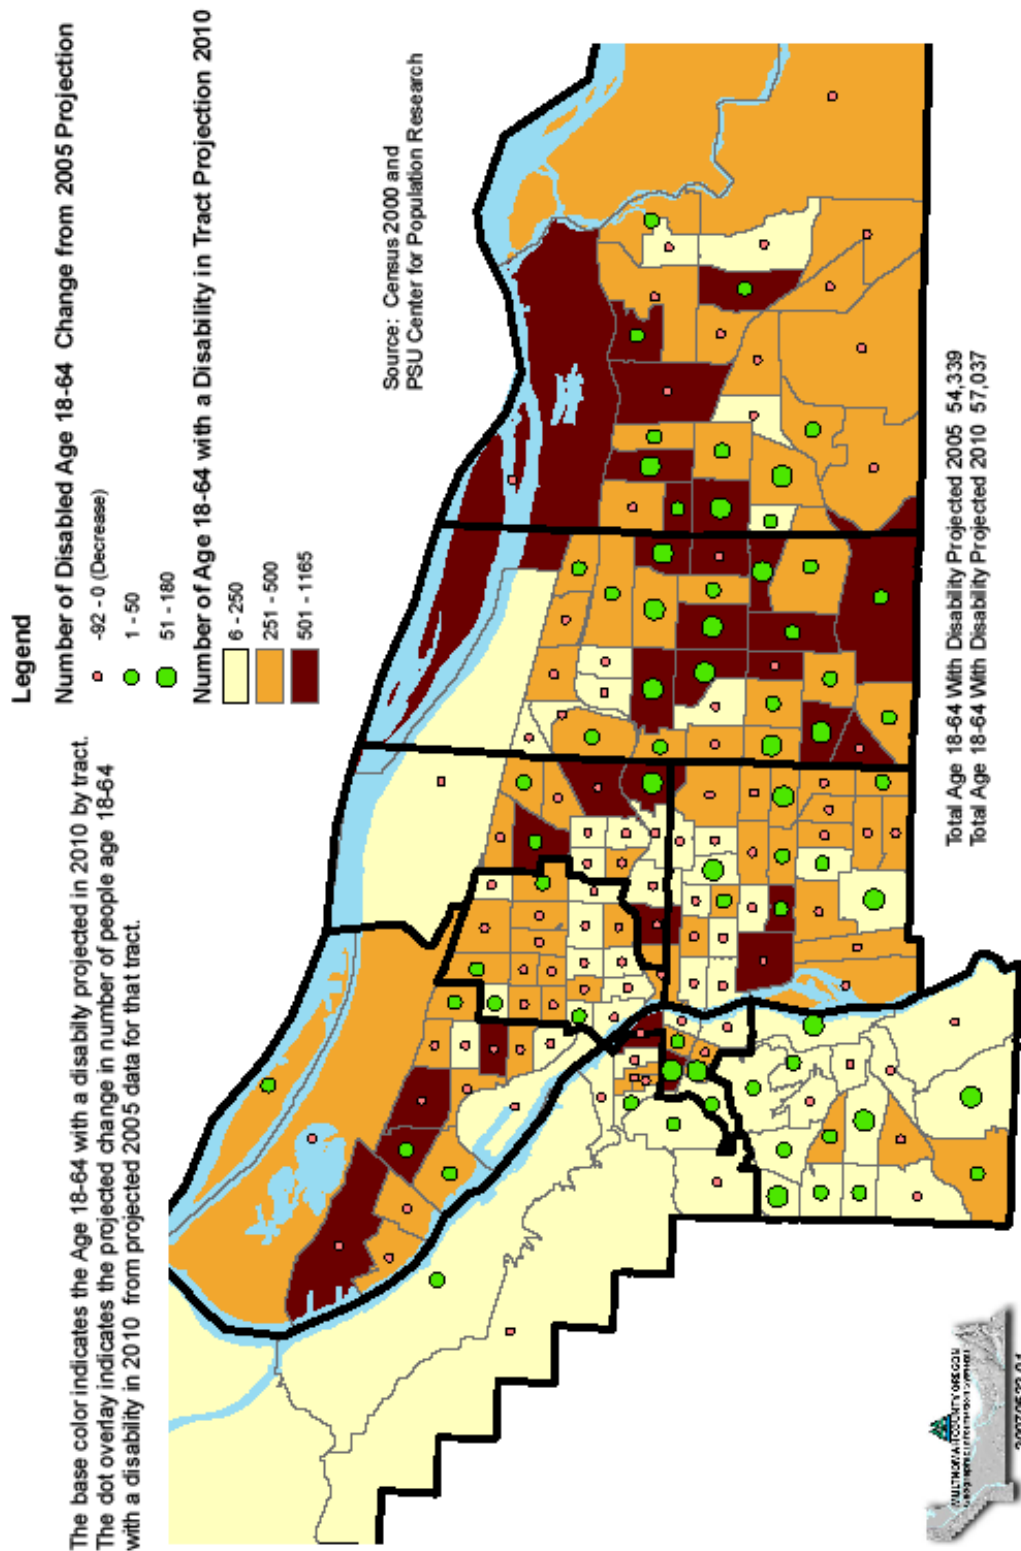 The base color indicates the Age 18-64 with a disabilty projected in 2010 by tract.
The dot overlay indicates the projected change in number of people age 18-64
with a disability in 2010 from projected 2005 data for that tract.
Legend
Number of Disabled Age 18-64 Change from 2005 Projection
-92 - 0 (Decrease)
1 - 50
51 - 180
Number of Age 18-64 with a Disability in Tract Projection 2010
6 - 250
251 - 500
501 - 1165
Source: Census 2000 and
PSU Center for Population Research
Total Age 18-64 With Disability Projected 2005 54,339
Total Age 18-64 With Disability Projected 2010 57,037
MULTNOMAH COUNTY OREGON